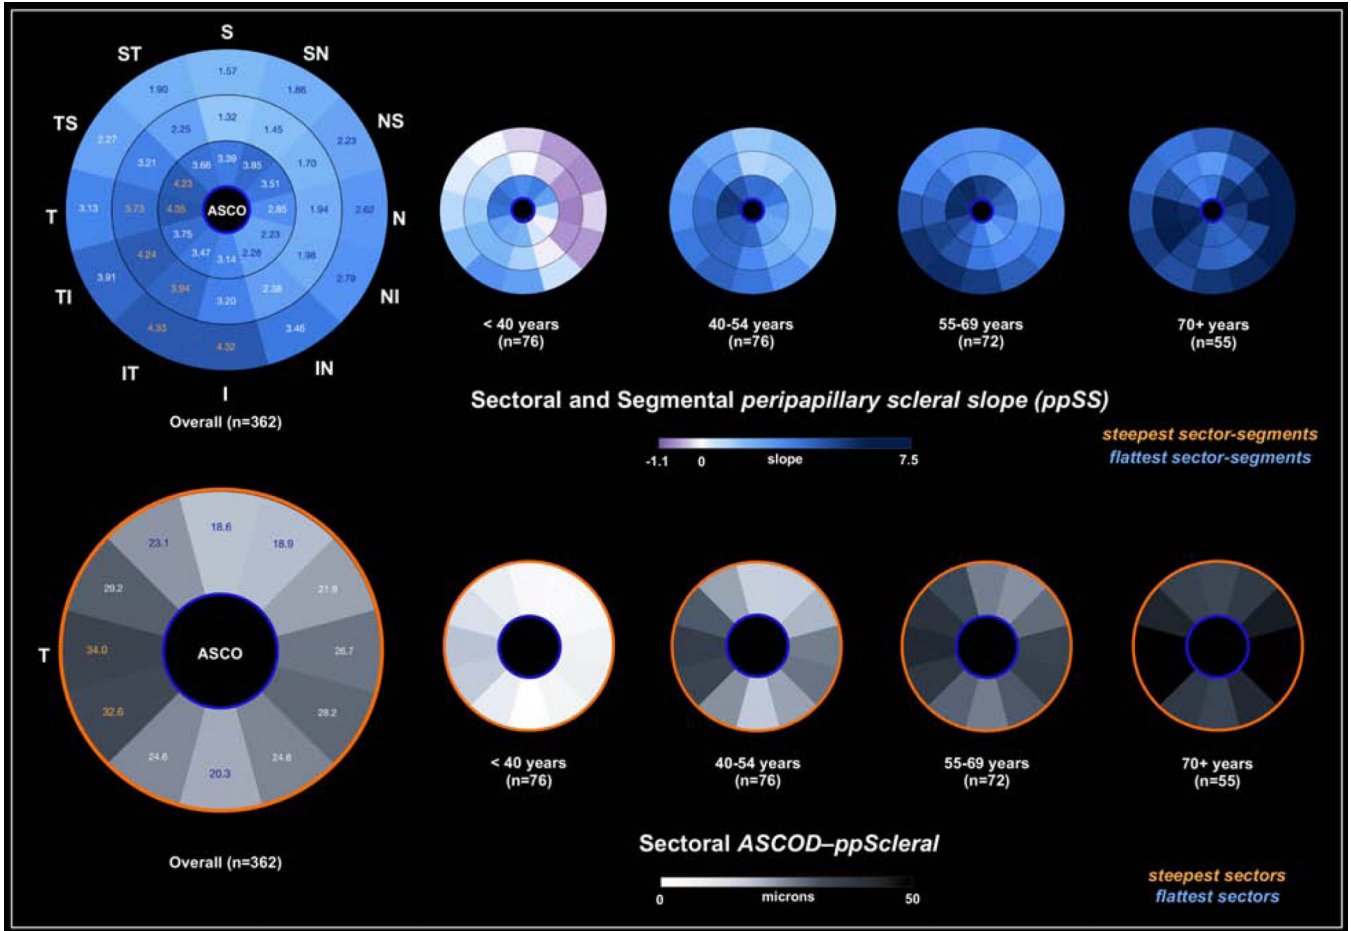 S
ST
SN
1.57
1.90
1.86
TS
NS
2.27
2.23
1.32
2.25
1.45
3.21
1.70
3.66
3.39
3.85
4.23
3.51
T
3.13
3.73
4.35
ASCO
2.85
1.94
2.62
N
3.75
2.23
3.47
3.14
2.26
4.24
1.98
3.91
2.79
TI
NI
3.94
3.20
2.38
4.33
4.32
3.46
IT
IN
I
Overall (n=362)
< 40 years
(n=76)
40-54 years
(n=76)
55-69 years
(n=72)
70+ years
(n=55)
Sectoral and Segmental peripapillary scleral slope (ppSS)
-1.1
0
slope
7.5
steepest sector-segments
flattest sector-segments
18.6
23.1
18.9
29.2
21.9
T
34.0
ASCO
26.7
32.6
28.2
24.6
20.3
24.8
Overall (n=362)
< 40 years
(n=76)
40-54 years
(n=76)
55-69 years
(n=72)
70+ years
(n=55)
Sectoral ASCOD–ppScleral
0
microns
50
steepest sectors
flattest sectors